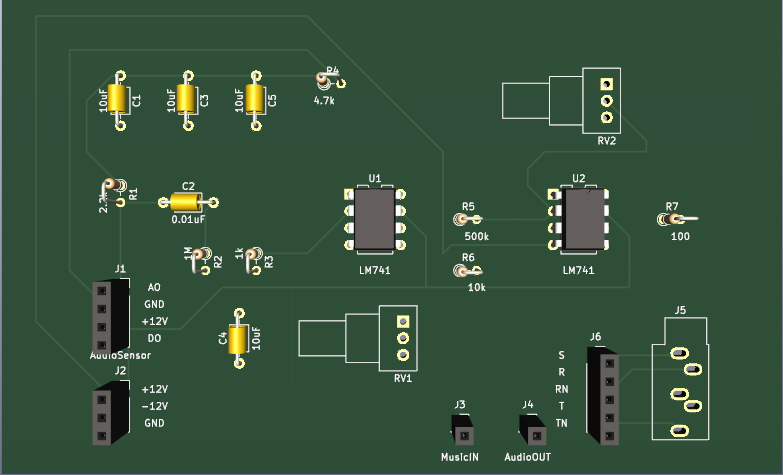 R4
4.7k
10uF
C1
10uF
C3
10uF
C5
RV2
R1
C2
0.01uF
U1
LM741
U2
LM741
R5
500k
R7
100
1M
R2
1k
R3
R6
10k
J1
AO
GND
+12V
DO
AudioSensor
J2
+12V
-12V
GND
C4
10uF
RV1
J3
MusicIN
J4
AudioOUT
J6
S
R
RN
T
TN
J5